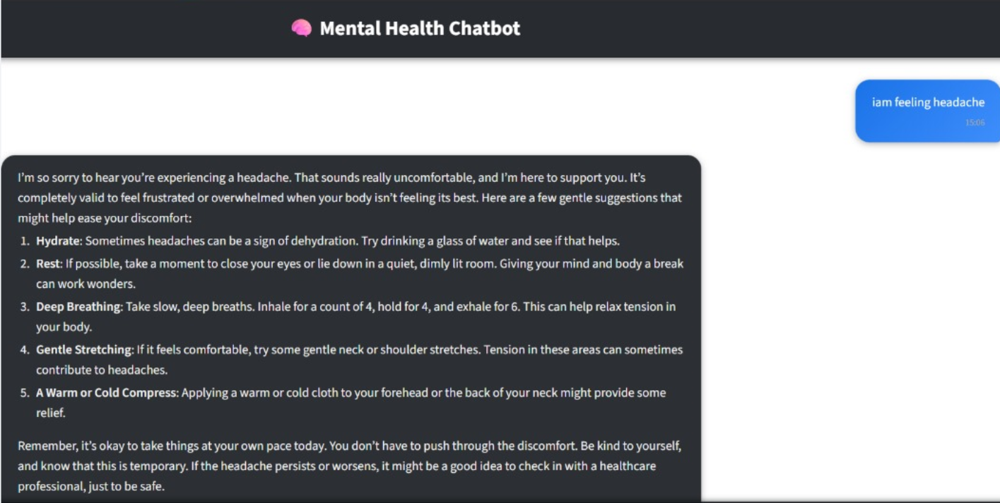 Mental Health Chatbot
iam feeling headache
15:06
I’m so sorry to hear you’re experiencing a headache. That sounds really uncomfortable, and I’m here to support you. It’s
completely valid to feel frustrated or overwhelmed when your body isn’t feeling its best. Here are a few gentle suggestions that
might help ease your discomfort:
1. Hydrate: Sometimes headaches can be a sign of dehydration. Try drinking a glass of water and see if that helps.
2. Rest: If possible, take a moment to close your eyes or lie down in a quiet, dimly lit room. Giving your mind and body a break
can work wonders.
3. Deep Breathing: Take slow, deep breaths. Inhale for a count of 4, hold for 4, and exhale for 6. This can help relax tension in
your body.
4. Gentle Stretching: If it feels comfortable, try some gentle neck or shoulder stretches. Tension in these areas can sometimes
contribute to headaches.
5. A Warm or Cold Compress: Applying a warm or cold cloth to your forehead or the back of your neck might provide some
relief.
Remember, it’s okay to take things at your own pace today. You don’t have to push through the discomfort. Be kind to yourself,
and know that this is temporary. If the headache persists or worsens, it might be a good idea to check in with a healthcare
professional, just to be safe.